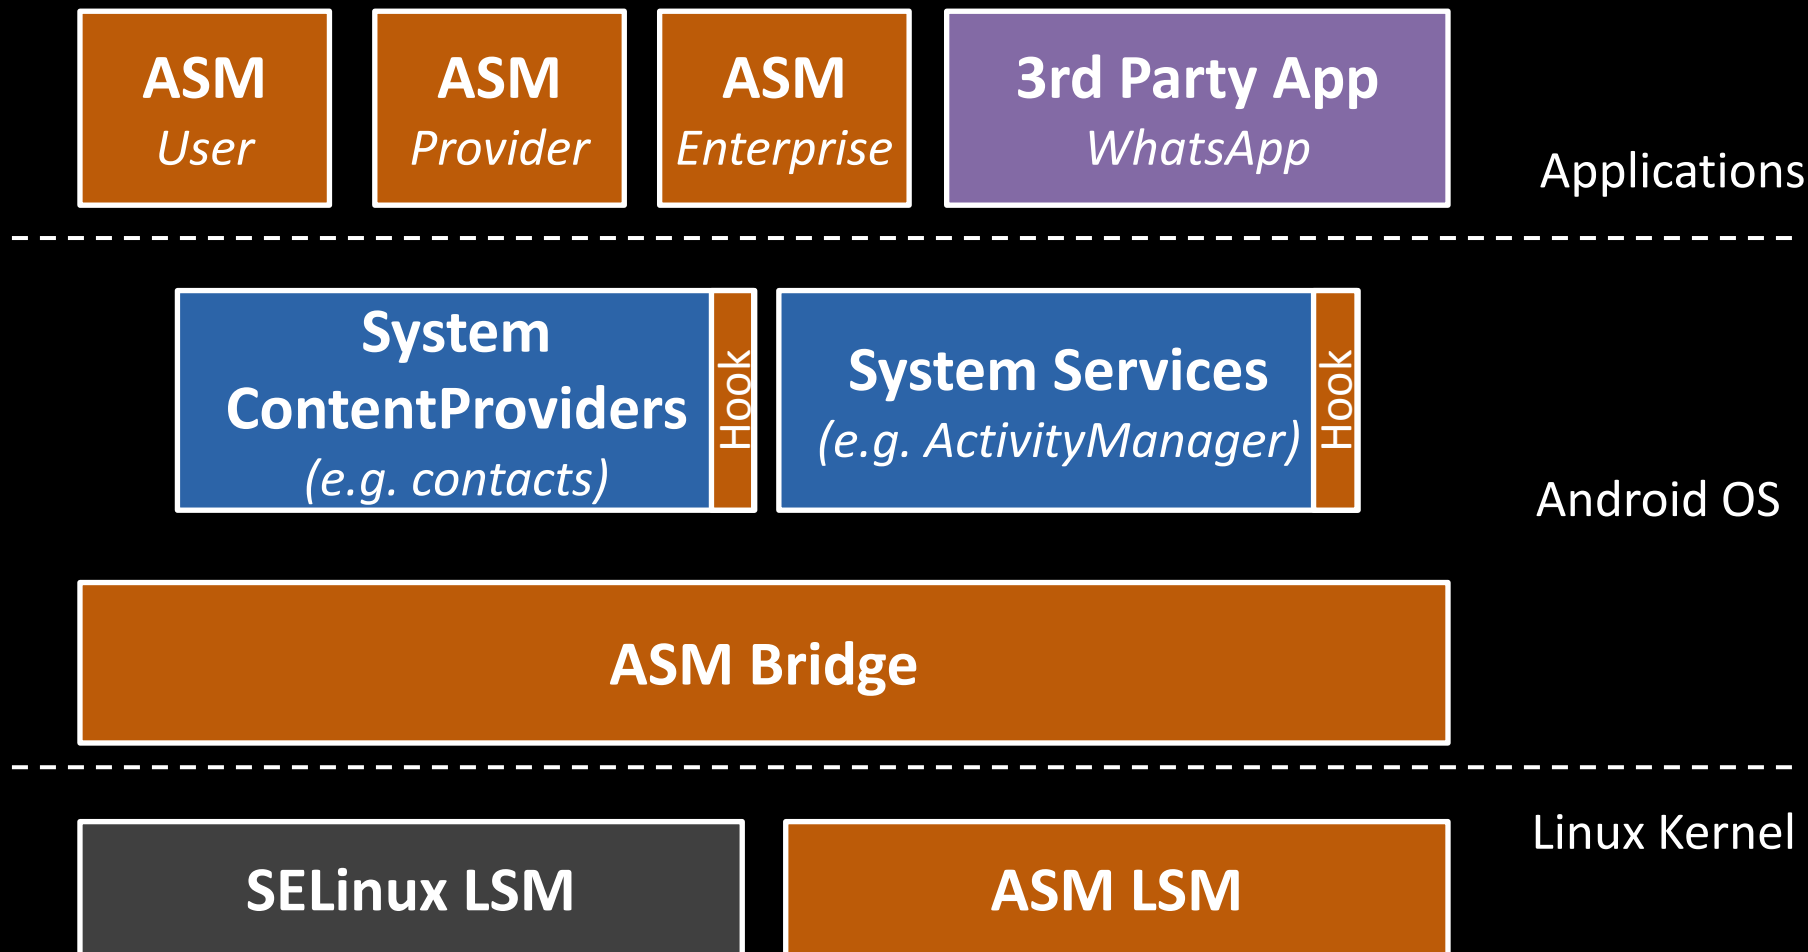 ASM
User
ASM
Provider
ASM
Enterprise
3rd Party App
WhatsApp
Applications
System
ContentProviders
(e.g. contacts)
Hook
System Services
(e.g. ActivityManager)
Hook
Android OS
ASM Bridge
Linux Kernel
SELinux LSM
ASM LSM